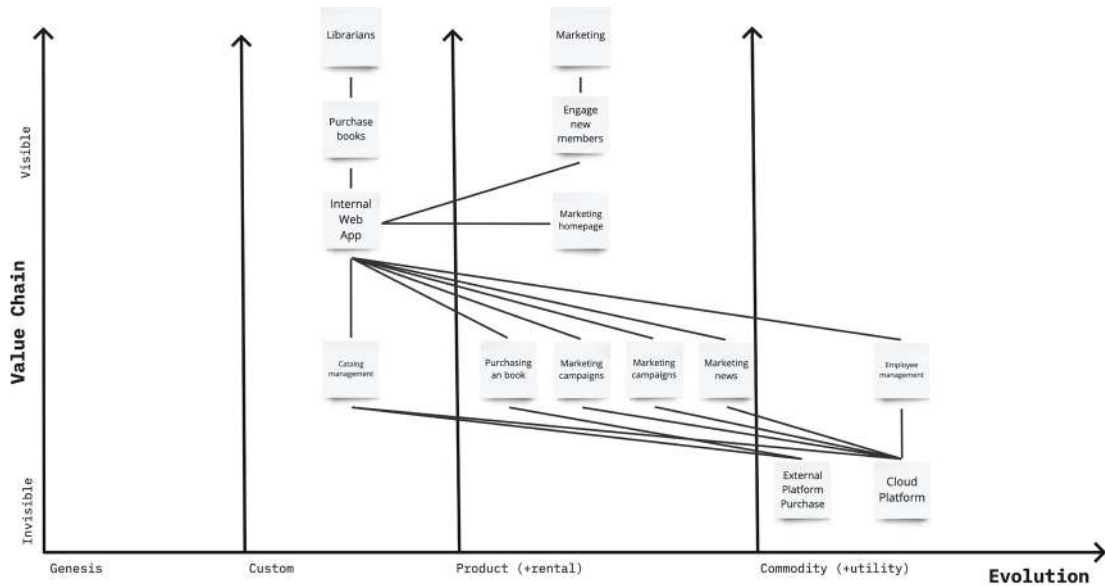 Librarians
Marketing
Purchase
books
Engage
new
members
Internal
Web
App
Marketing
homepage
Catalog
management
Purchasing
an book
Marketing
campaigns
Marketing
campaigns
Marketing
news
Employee
management
External
Platform
Purchase
Cloud
Platform
Visible
Value Chain
Invisible
Genesis
Custom
Product (+rental)
Commodity (+utility)
Evolution